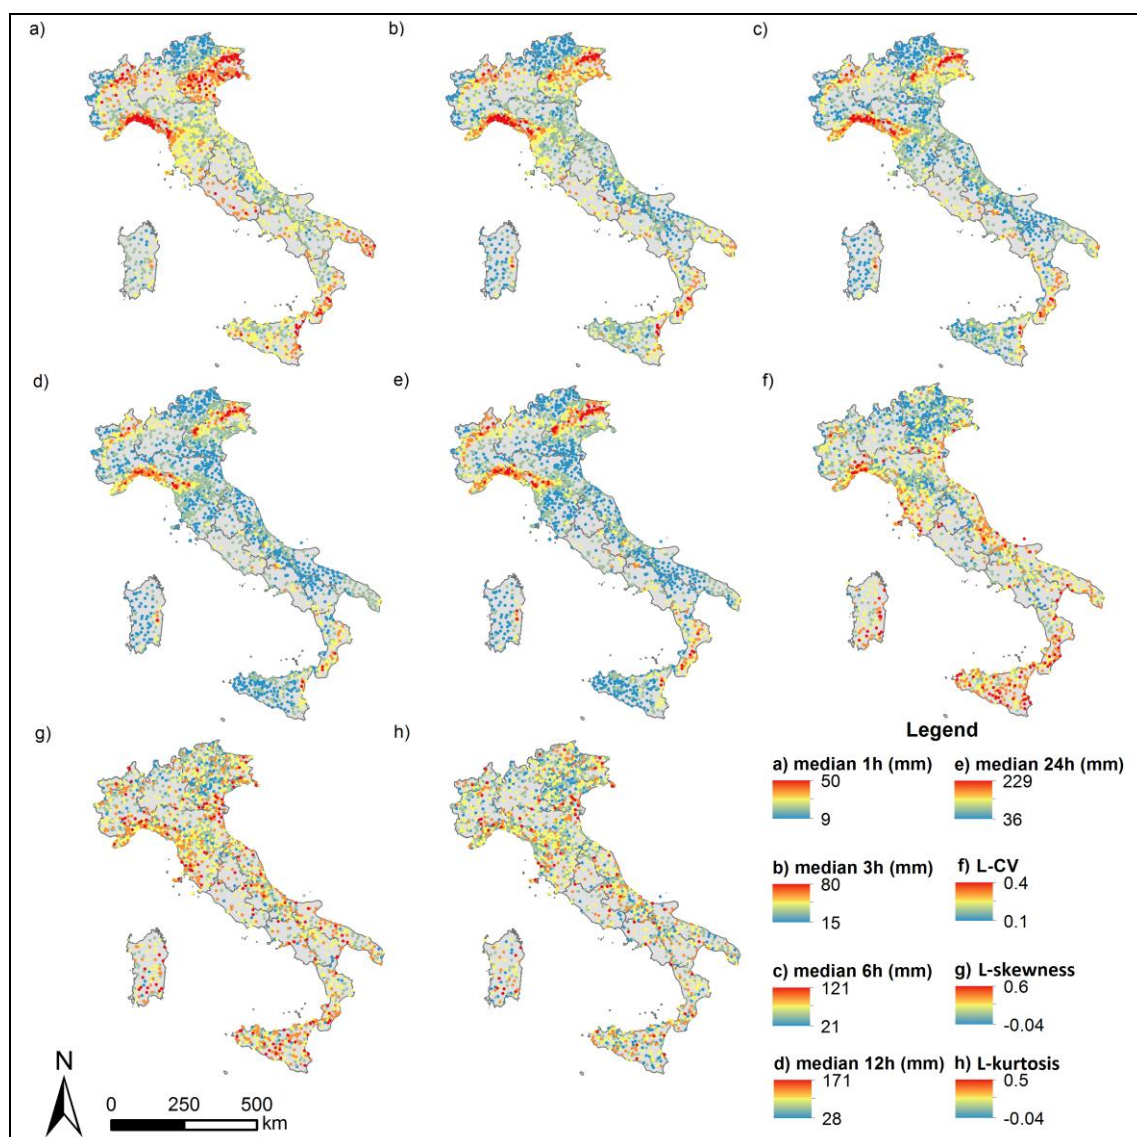 a)
b)
c)
d)
e)
f)
g)
h)
Legend
a) median 1h (mm)
50
9
e) median 24h (mm)
229
36
b) median 3h (mm)
80
15
f) L-CV
0.4
0.1
c) median 6h (mm)
121
21
g) L-skewness
0.6
-0.04
d) median 12h (mm)
171
28
h) L-kurtosis
0.5
-0.04
N
0 250 500
km